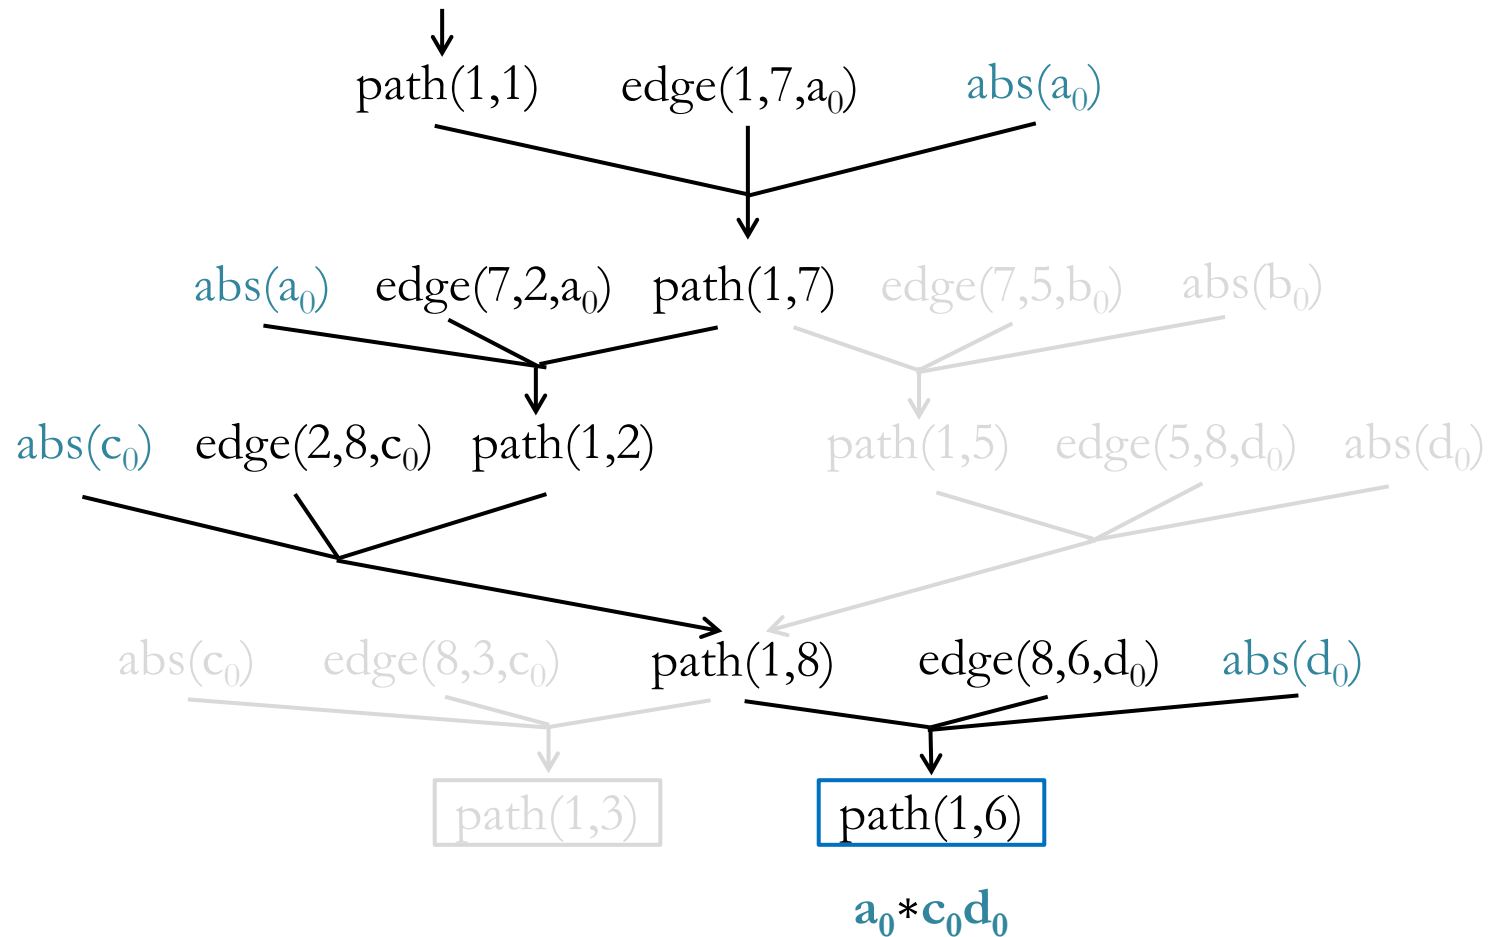 path(1,1) edge(1,7,a₀) abs(a₀)
abs(a₀) edge(7,2,a₀) path(1,7) edge(7,5,b₀) abs(b₀)
abs(c₀) edge(2,8,c₀) path(1,2) path(1,5) edge(5,8,d₀) abs(d₀)
abs(c₀) edge(8,3,c₀) path(1,8) edge(8,6,d₀) abs(d₀)
path(1,3) path(1,6)
a₀*c₀d₀